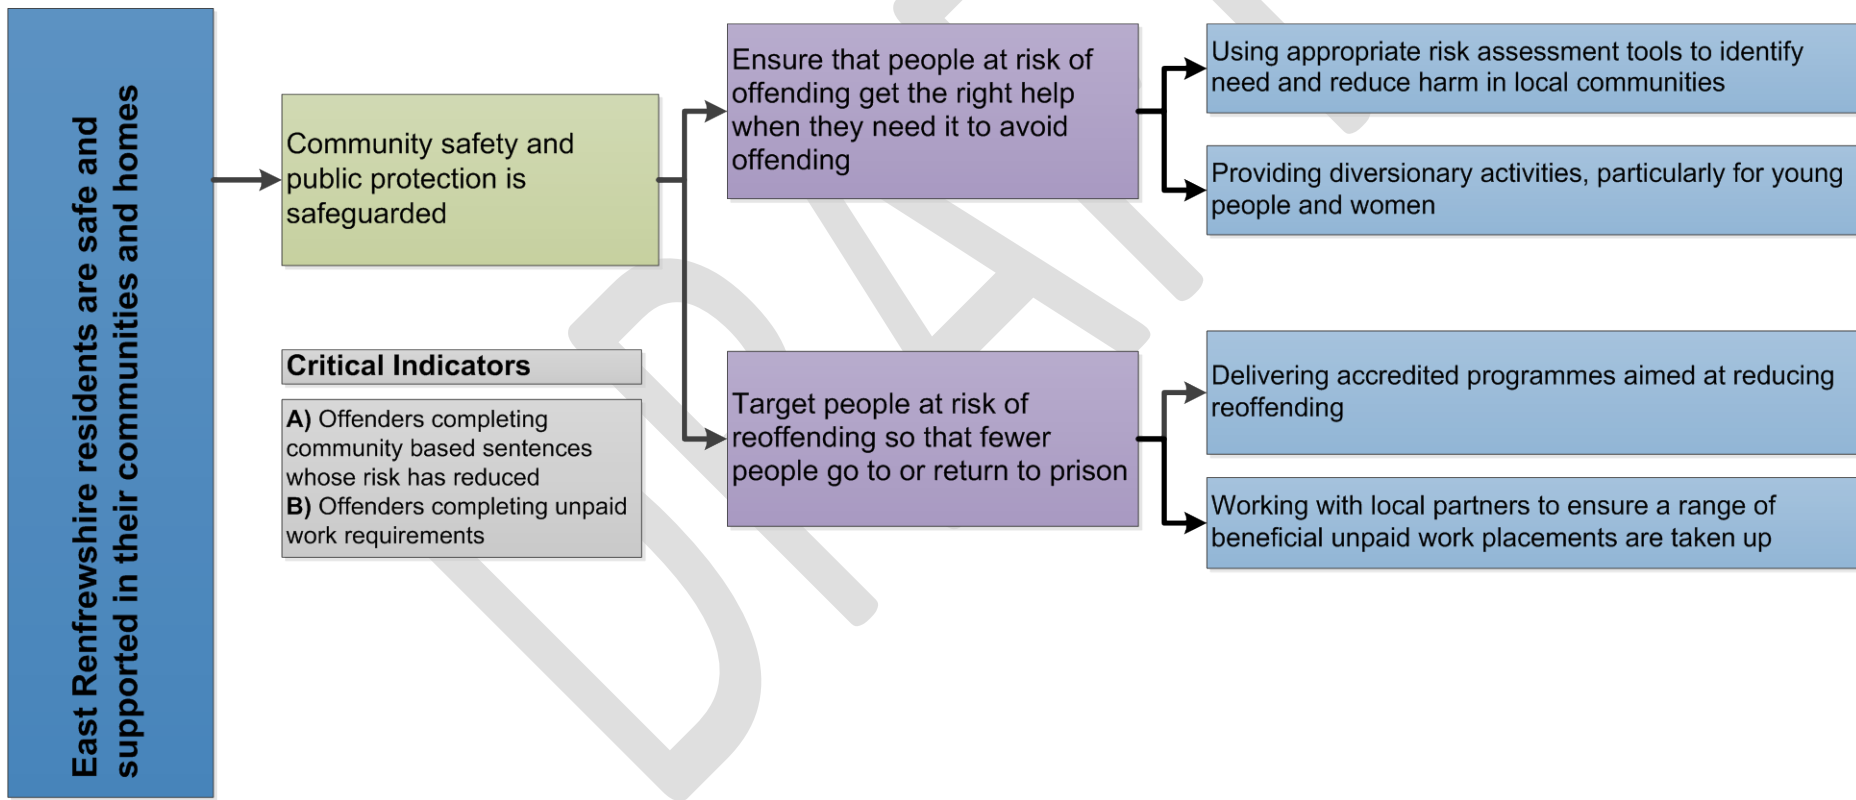 East Renfrewshire residents are safe and
supported in their communities and homes
Community safety and
public protection is
safeguarded
Critical Indicators
A) Offenders completing
community based sentences
whose risk has reduced
B) Offenders completing unpaid
work requirements
Ensure that people at risk of
offending get the right help
when they need it to avoid
offending
Target people at risk of
reoffending so that fewer
people go to or return to prison
Using appropriate risk assessment tools to identify
need and reduce harm in local communities
Providing diversionary activities, particularly for young
people and women
Delivering accredited programmes aimed at reducing
reoffending
Working with local partners to ensure a range of
beneficial unpaid work placements are taken up
DRAFT